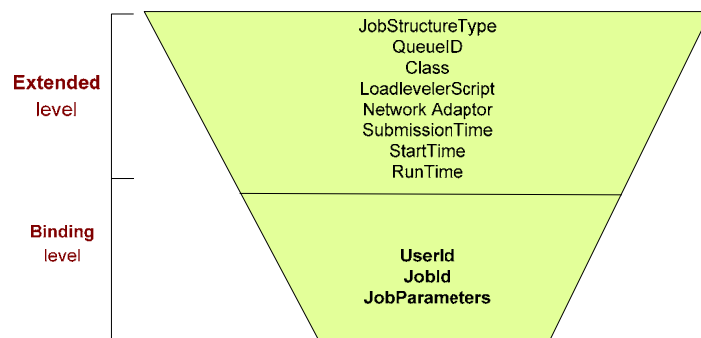 JobStructureType
QueueID
Class
LoadlevelerScript
Network Adaptor
SubmissionTime
StartTime
RunTime
Extended
level
Binding
level
UserId
JobId
JobParameters